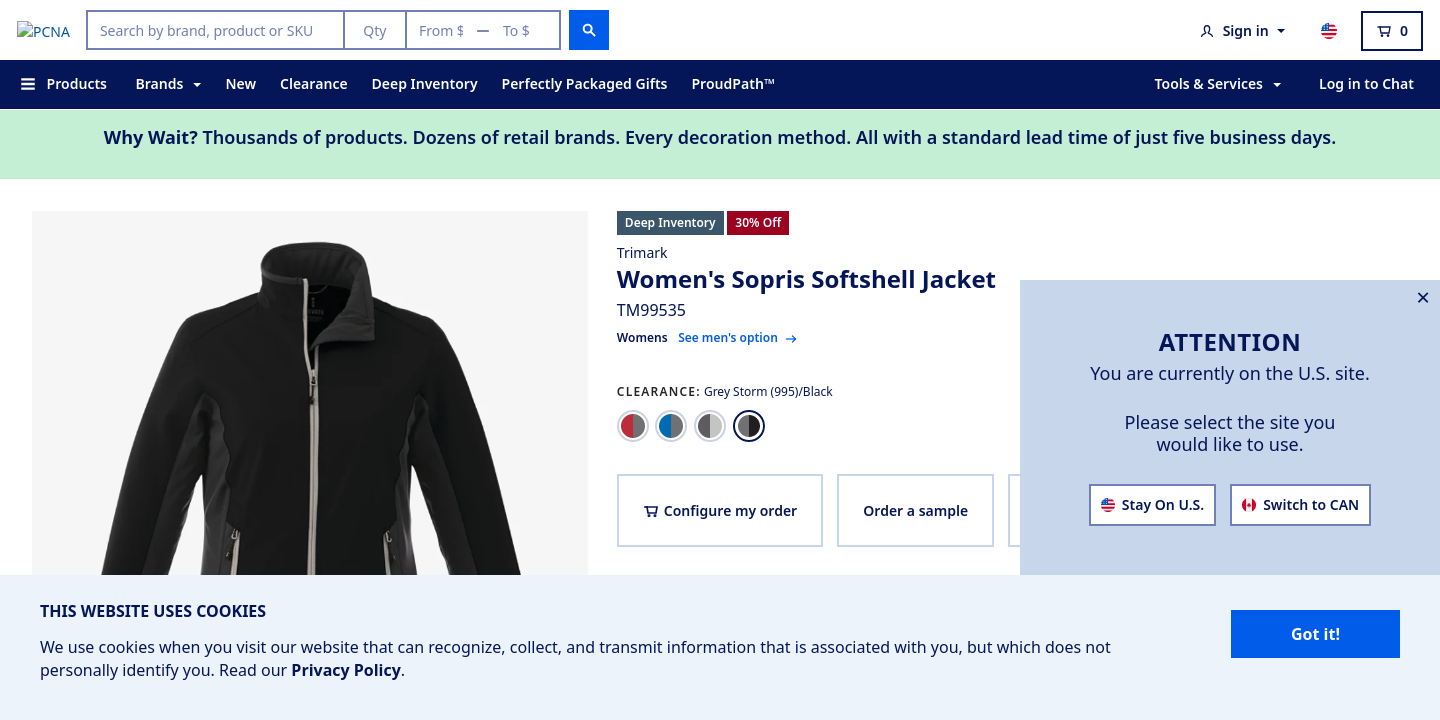 PCNA
Search by brand, product or SKU
Qty
From $ — To $
Sign in
0
Products
Brands
New
Clearance
Deep Inventory
Perfectly Packaged Gifts
ProudPath™
Tools & Services
Log in to Chat
Why Wait? Thousands of products. Dozens of retail brands. Every decoration method. All with a standard lead time of just five business days.
Deep Inventory
30% Off
Trimark
Women's Sopris Softshell Jacket
TM99535
Womens
See men's option
CLEARANCE: Grey Storm (995)/Black
Configure my order
Order a sample
ATTENTION
You are currently on the U.S. site.
Please select the site you
would like to use.
Stay On U.S.
Switch to CAN
THIS WEBSITE USES COOKIES
We use cookies when you visit our website that can recognize, collect, and transmit information that is associated with you, but which does not
personally identify you. Read our Privacy Policy.
Got it!